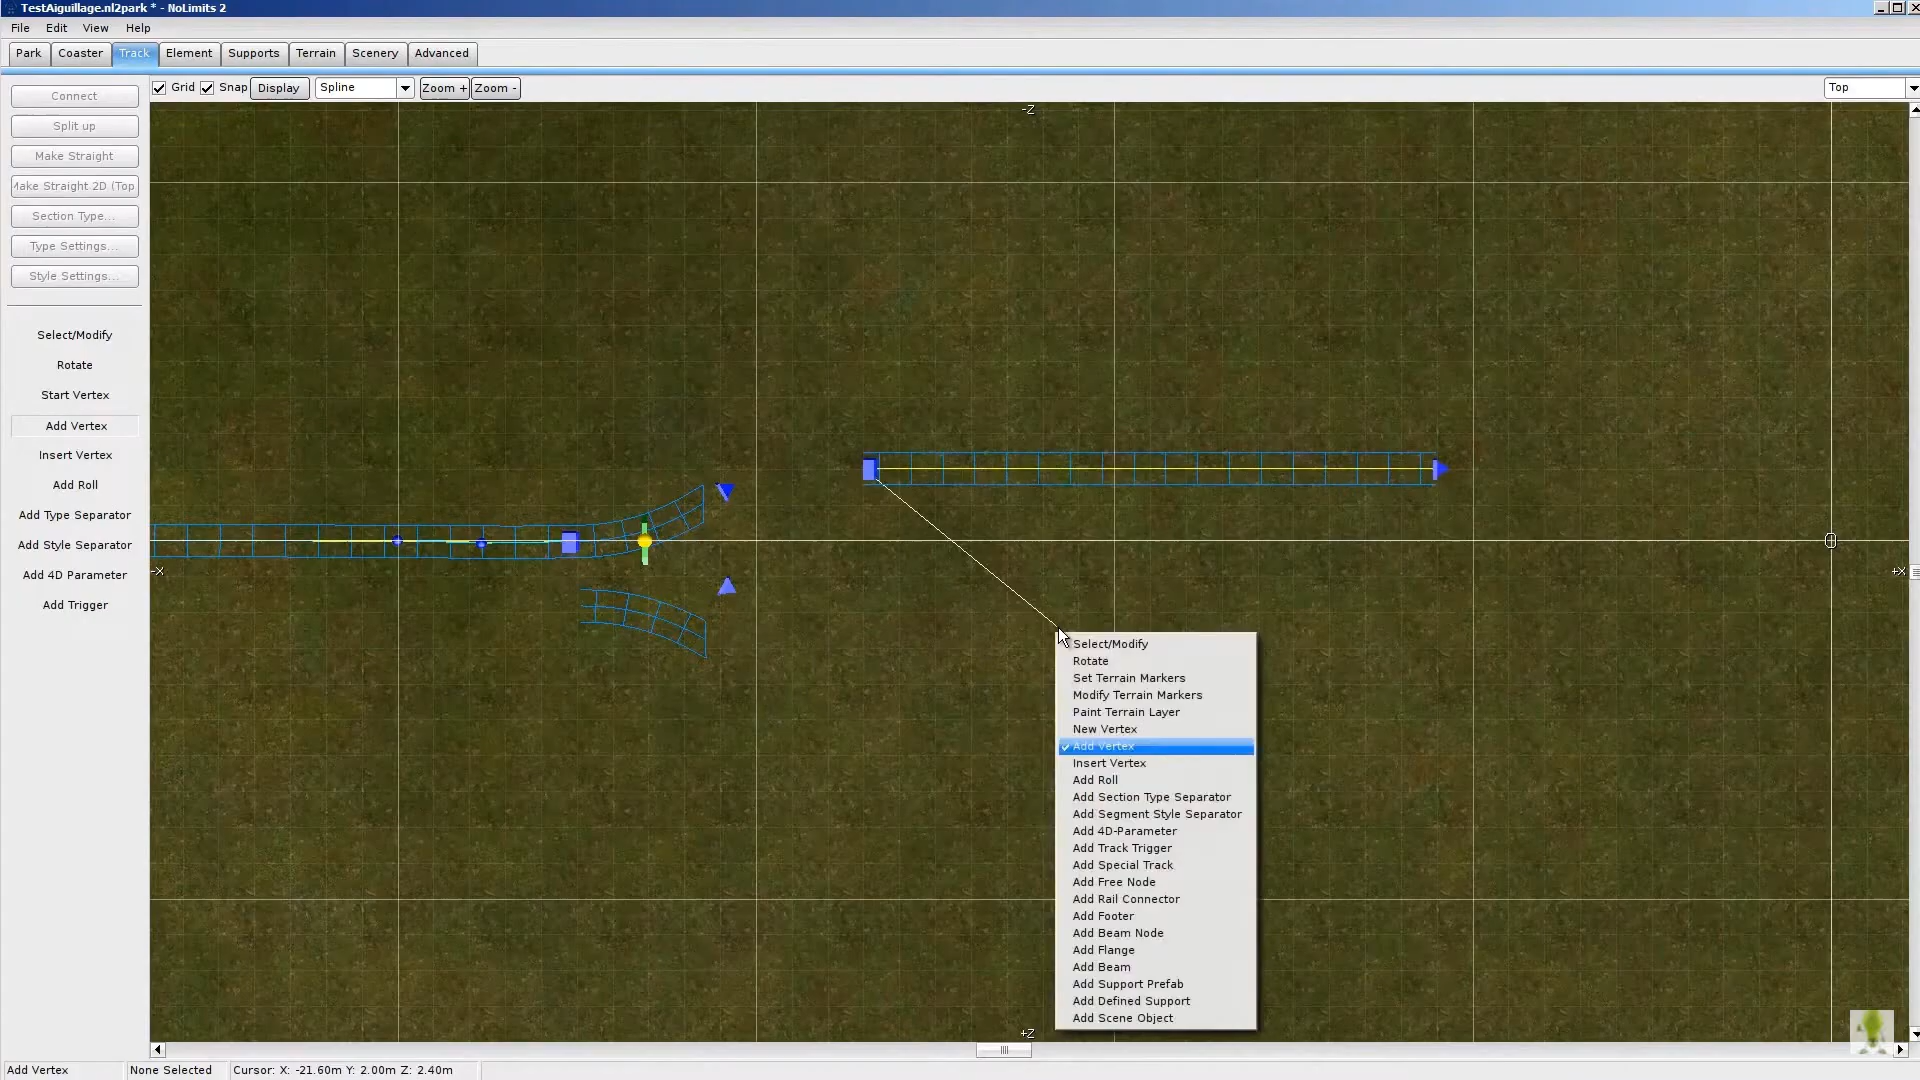 TestAiguillage.nl2park * - NoLimits 2
File Edit View Help
Park Coaster Track Element Supports Terrain Scenery Advanced
Grid Snap Display Spline Zoom + Zoom - Top
Connect
Split up
Make Straight
Make Straight 2D (Top
Section Type...
Type Settings...
Style Settings...
Select/Modify
Rotate
Start Vertex
Add Vertex
Insert Vertex
Add Roll
Add Type Separator
Add Style Separator
Add 4D Parameter
Add Trigger
-Z
-X
+X
+Z
Select/Modify
Rotate
Set Terrain Markers
Modify Terrain Markers
Paint Terrain Layer
New Vertex
Add Vertex
Insert Vertex
Add Roll
Add Section Type Separator
Add Segment Style Separator
Add 4D-Parameter
Add Track Trigger
Add Special Track
Add Free Node
Add Rail Connector
Add Footer
Add Beam Node
Add Flange
Add Beam
Add Support Prefab
Add Defined Support
Add Scene Object
Add Vertex None Selected Cursor: X: -21.60m Y: 2.00m Z: 2.40m